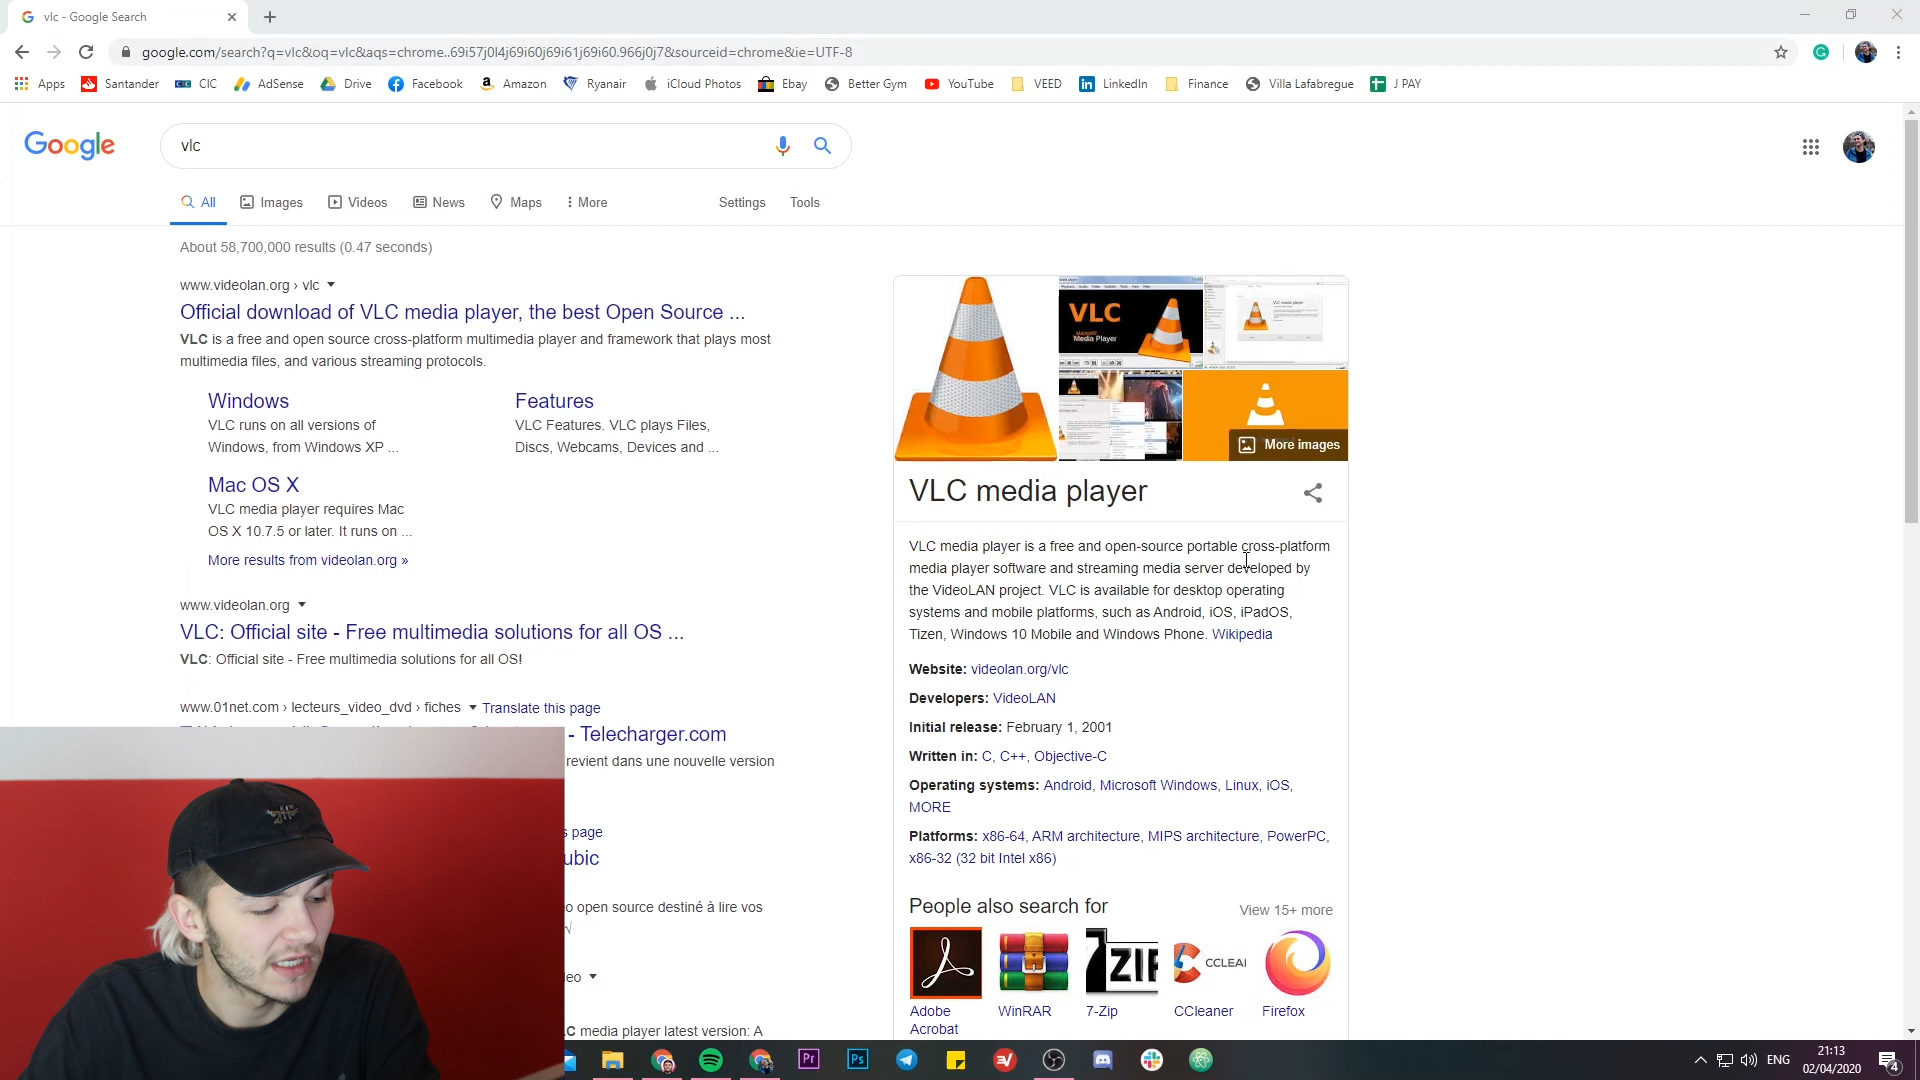 vlc - Google Search
google.com/search?q=vlc&oq=vlc&aqs=chrome..69i57j0l4j69i60j69i61j69i60.966j0j7&sourceid=chrome&ie=UTF-8
Apps Santander CIC AdSense Drive Facebook Amazon Ryanair iCloud Photos Ebay Better Gym YouTube VEED LinkedIn Finance Villa Lafabregue J PAY
Google
vlc
All Images Videos News Maps More Settings Tools
About 58,700,000 results (0.47 seconds)
www.videolan.org › vlc
Official download of VLC media player, the best Open Source ...
VLC is a free and open source cross-platform multimedia player and framework that plays most
multimedia files, and various streaming protocols.
Windows
VLC runs on all versions of
Windows, from Windows XP ...
Features
VLC Features. VLC plays Files,
Discs, Webcams, Devices and ...
Mac OS X
VLC media player requires Mac
OS X 10.7.5 or later. It runs on ...
More results from videolan.org »
www.videolan.org
VLC: Official site - Free multimedia solutions for all OS ...
VLC: Official site - Free multimedia solutions for all OS!
www.01net.com › lecteurs_video_dvd › fiches Translate this page
- Telecharger.com
revient dans une nouvelle version
page
open source destiné à lire vos
media player latest version: A
VLC
Media Player
More images
VLC media player
VLC media player is a free and open-source portable cross-platform
media player software and streaming media server developed by
the VideoLAN project. VLC is available for desktop operating
systems and mobile platforms, such as Android, iOS, iPadOS,
Tizen, Windows 10 Mobile and Windows Phone. Wikipedia
Website: videolan.org/vlc
Developers: VideoLAN
Initial release: February 1, 2001
Written in: C, C++, Objective-C
Operating systems: Android, Microsoft Windows, Linux, iOS,
MORE
Platforms: x86-64, ARM architecture, MIPS architecture, PowerPC,
x86-32 (32 bit Intel x86)
People also search for
View 15+ more
7ZIP
CCLEA
Adobe
Acrobat
WinRAR
7-Zip
CCleaner
Firefox
Pr
Ps
ENG
21:13
02/04/2020
4